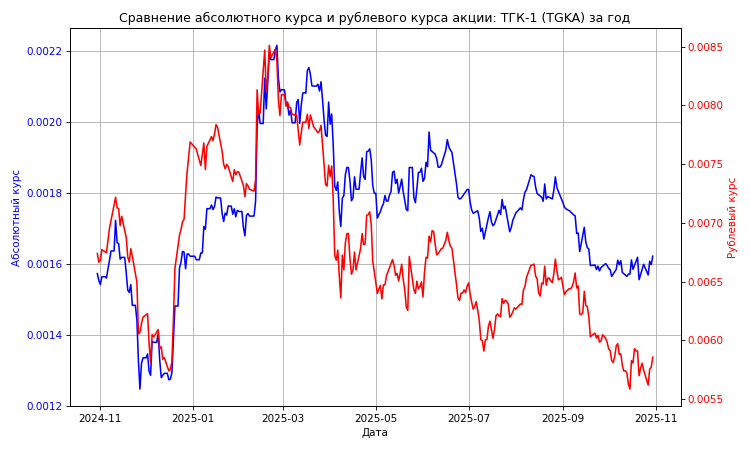 Сравнение абсолютного курса и рублевого курса акции: ТГК-1 (TGKA) за год
0.0022
0.0020
0.0018
0.0016
0.0014
0.0012
Абсолютный курс
0.0085
0.0080
0.0075
0.0070
0.0065
0.0060
0.0055
Рублевый курс
2024-11 2025-01 2025-03 2025-05 2025-07 2025-09 2025-11
Дата